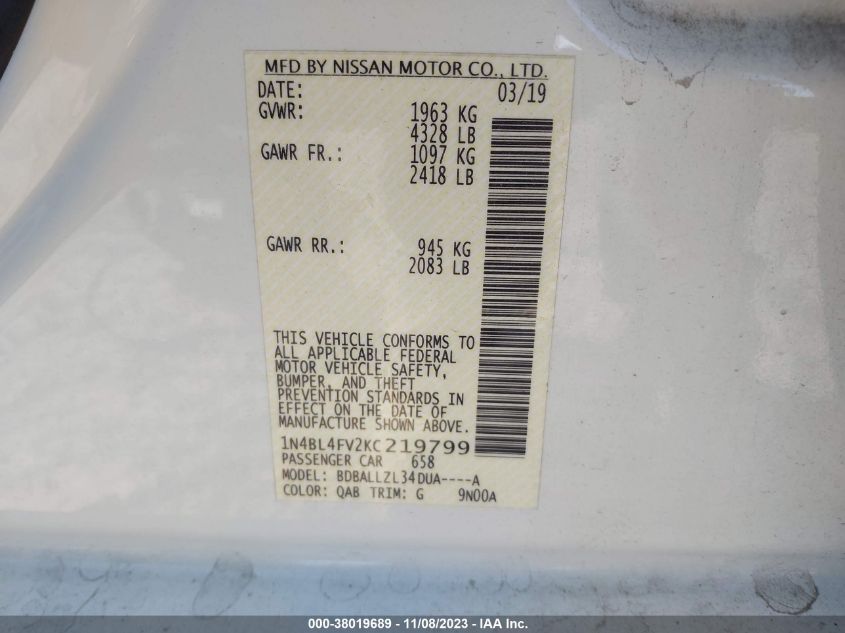 MFD BY NISSAN MOTOR CO., LTD.
DATE: 03/19
GVWR: 1963 KG
4328 LB
GAWR FR.: 1097 KG
2418 LB
GAWR RR.: 945 KG
2083 LB
THIS VEHICLE CONFORMS TO
ALL APPLICABLE FEDERAL
MOTOR VEHICLE SAFETY,
BUMPER, AND THEFT
PREVENTION STANDARDS IN
EFFECT ON THE DATE OF
MANUFACTURE SHOWN ABOVE.
1N4BL4FV2KC219799
PASSENGER CAR 658
MODEL: BDBALLZL34DUA----A
COLOR: QAB TRIM: G 9N00A
000-38019689 - 11/08/2023 - IAA Inc.